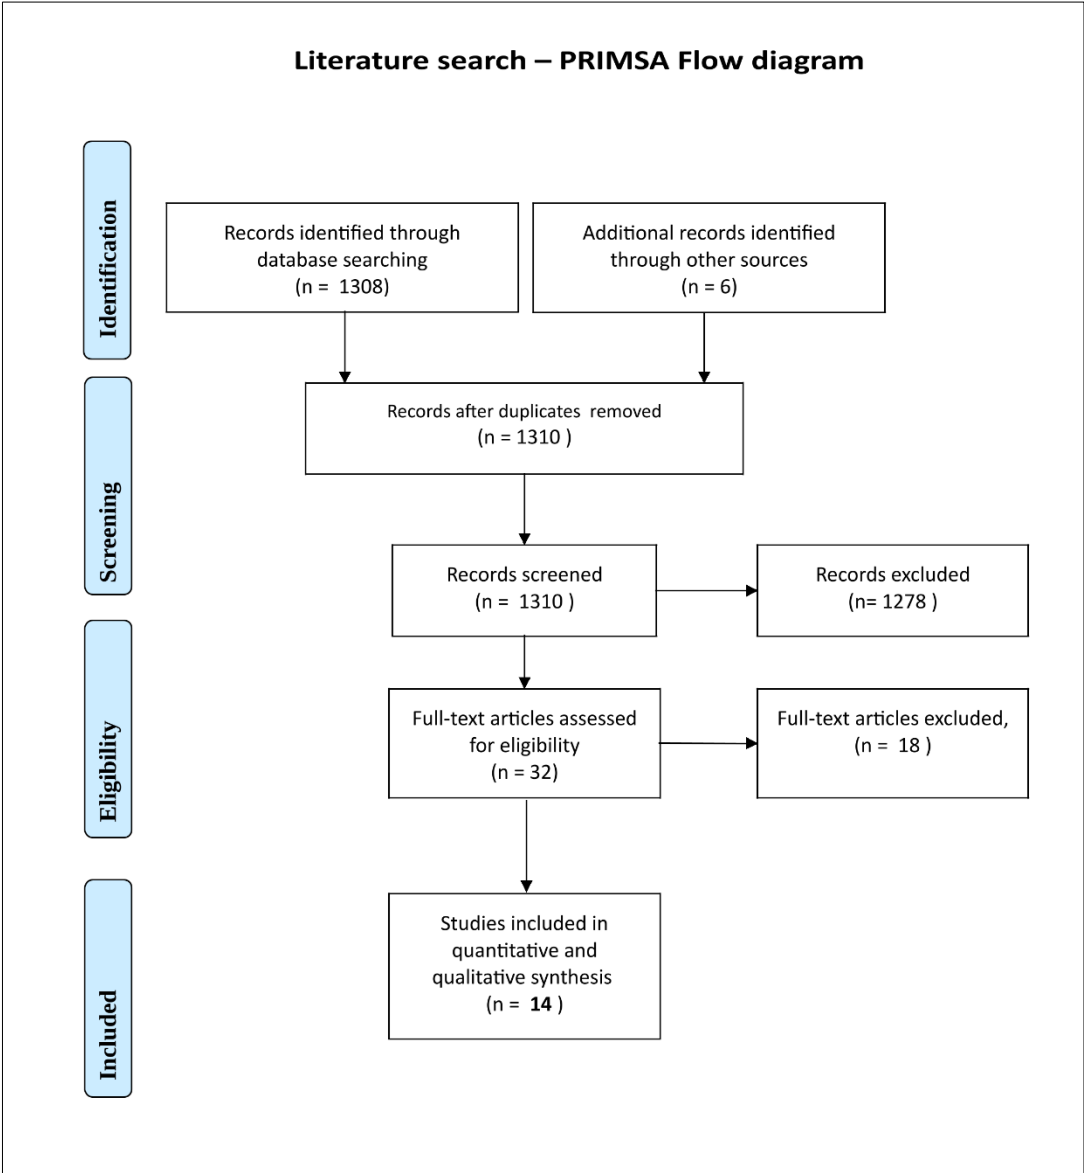 Literature search – PRIMSA Flow diagram
Identification
Records identified through
database searching
(n =  1308)
Additional records identified
through other sources
(n = 6)
Records after duplicates  removed
(n = 1310 )
Screening
Records screened
(n =  1310 )
Records excluded
(n= 1278 )
Eligibility
Full-text articles assessed
for eligibility
(n = 32)
Full-text articles excluded,
(n =  18 )
Included
Studies included in
quantitative and
qualitative synthesis
(n =  14 )